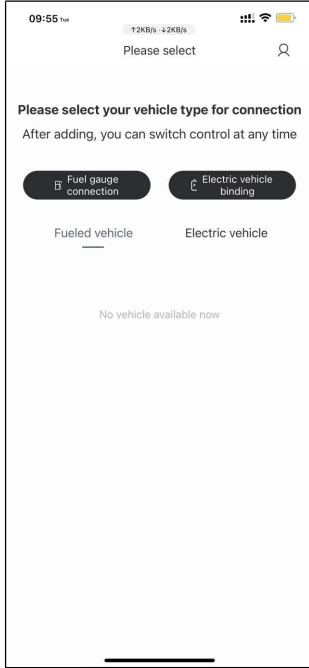 09:55 Tue
↑2KB/s ·↓2KB/s
Please select
Please select your vehicle type for connection
After adding, you can switch control at any time
Fuel gauge
connection
Electric vehicle
binding
Fueled vehicle
Electric vehicle
No vehicle available now